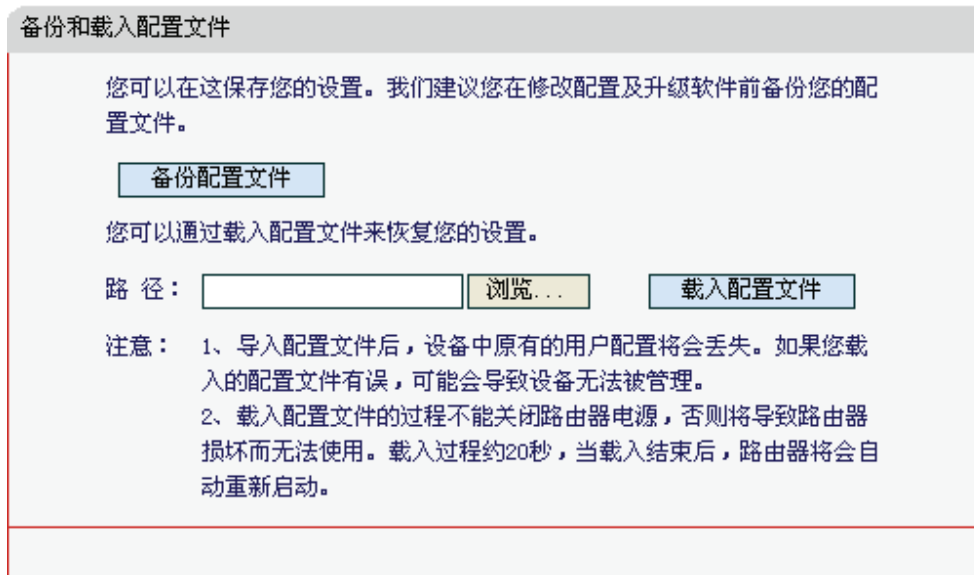 备份和载入配置文件
您可以在这保存您的设置。我们建议您在修改配置及升级软件前备份您的配
置文件。
备份配置文件
您可以通过载入配置文件来恢复您的设置。
路 径： 浏览... 载入配置文件
注意： 1、导入配置文件后，设备中原有的用户配置将会丢失。如果您载
入的配置文件有误，可能会导致设备无法被管理。
2、载入配置文件的过程不能关闭路由器电源，否则将导致路由器
损坏而无法使用。载入过程约20秒，当载入结束后，路由器将会自
动重新启动。